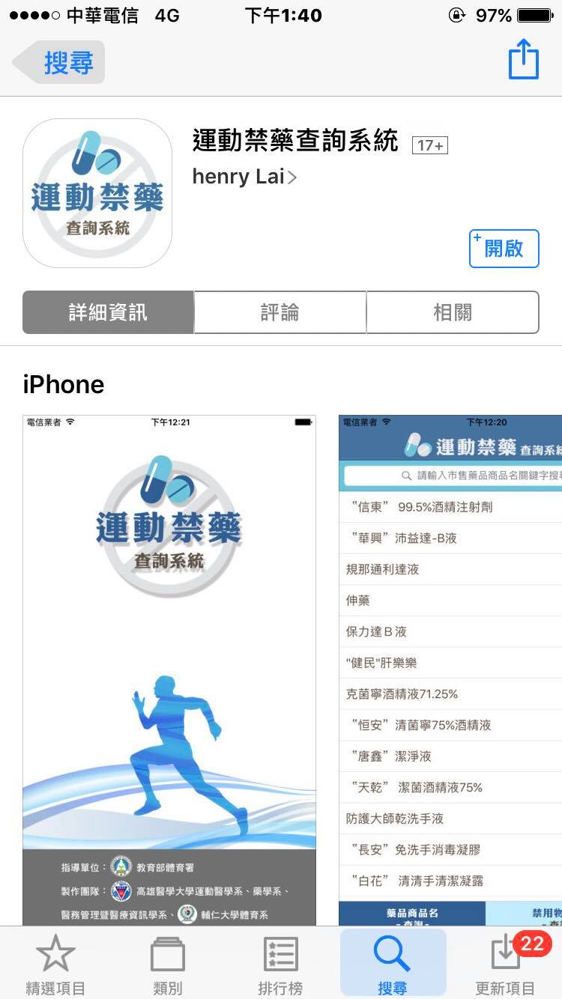 中華電信 4G 下午1:40 97%
搜尋
運動禁藥
查詢系統
運動禁藥查詢系統 17+
henry Lai
+開啟
詳細資訊 評論 相關
iPhone
電信業者 下午12:21
運動禁藥
查詢系統
指導單位： 教育部體育署
製作團隊： 高雄醫學大學運動醫學系、藥學系、
醫務管理暨醫療資訊學系、 輔仁大學體育系
電信業者 下午12:20
運動禁藥 查詢系
請輸入市售藥品商品名關鍵字搜
“信東” 99.5%酒精注射劑
“華興”沛益達-B液
規那通利達液
伸藥
保力達Ｂ液
"健民"肝樂樂
克菌寧酒精液71.25%
“恒安”清菌寧75%酒精液
“唐鑫”潔淨液
“天乾” 潔菌酒精液75%
防護大師乾洗手液
“長安”免洗手消毒凝膠
“白花” 清清手清潔凝露
藥品商品名 禁用物
精選項目 類別 排行榜 搜尋 22 更新項目